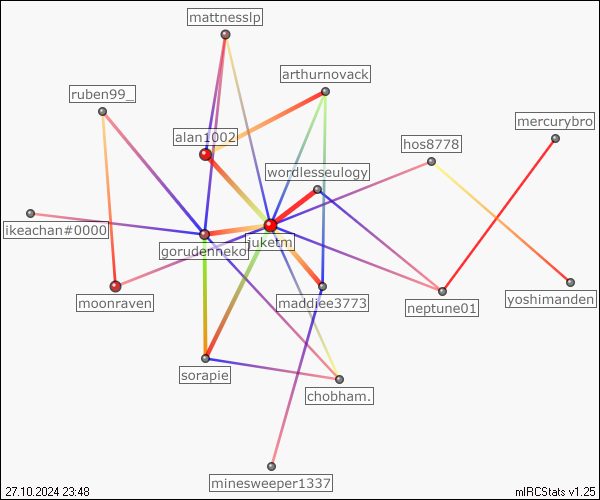 mattnesslp
arthurnovack
ruben99_
mercurybro
alan1002
hos8778
wordlesseulogy
ikeachan#0000
gorudenneko
juketm
moonraven
maddiee3773
neptune01
yoshimanden
sorapie
chobham.
minesweeper1337
27.10.2024 23:48
mIRCStats v1.25